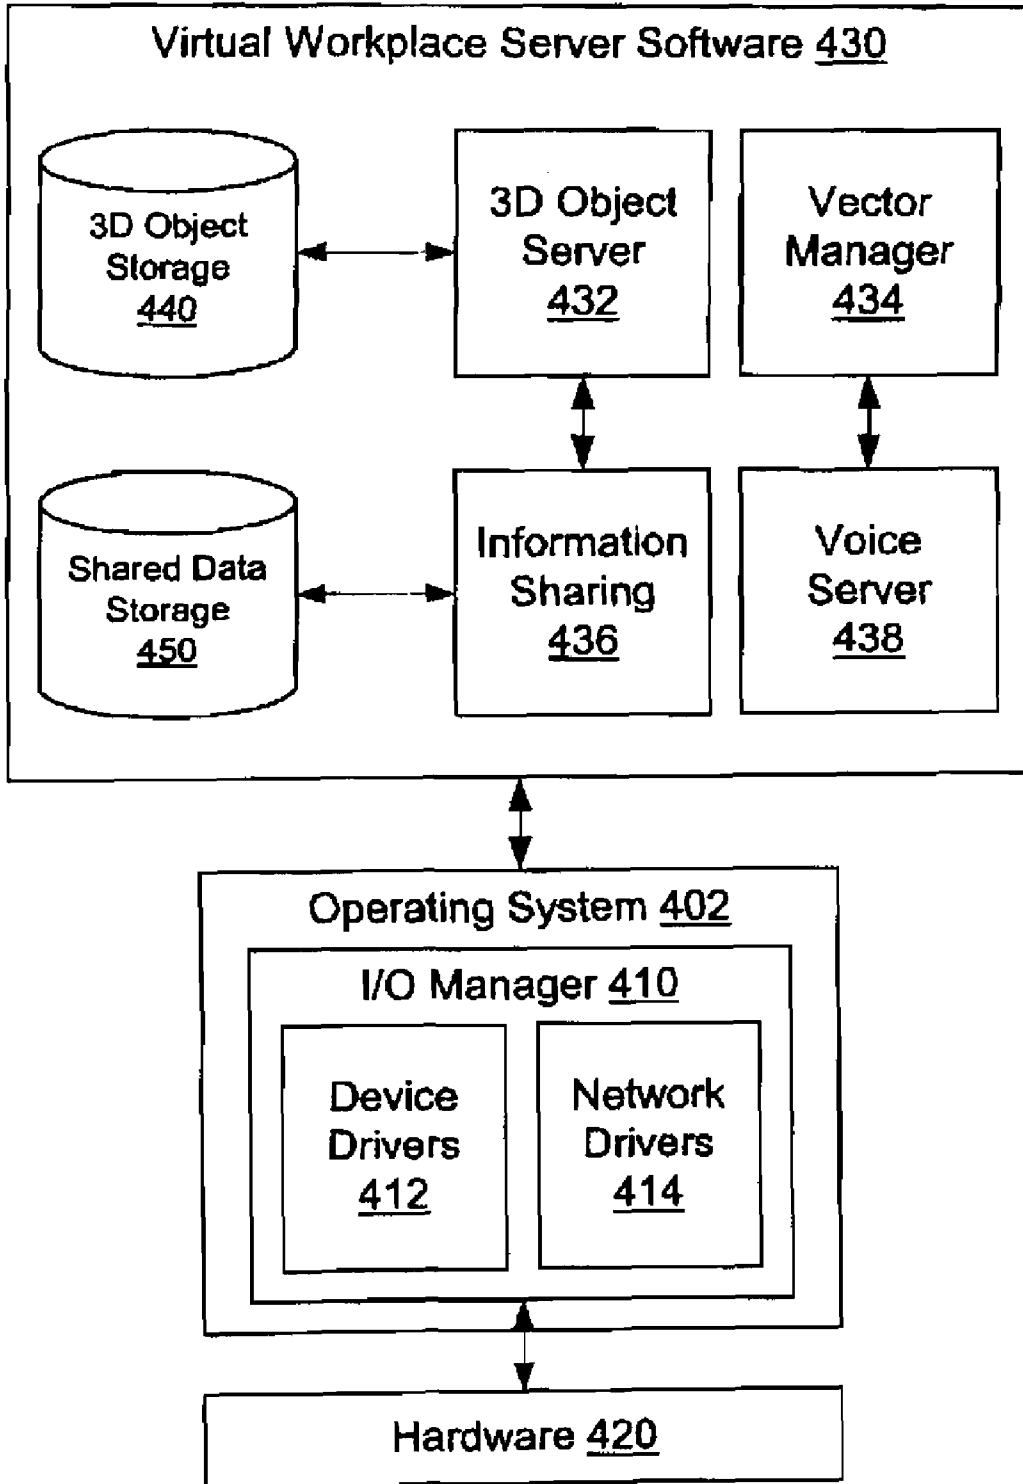 Virtual Workplace Server Software 430
3D Object
Storage
440
3D Object
Server
432
Vector
Manager
434
Shared Data
Storage
450
Information
Sharing
436
Voice
Server
438
Operating System 402
I/O Manager 410
Device
Drivers
412
Network
Drivers
414
Hardware 420